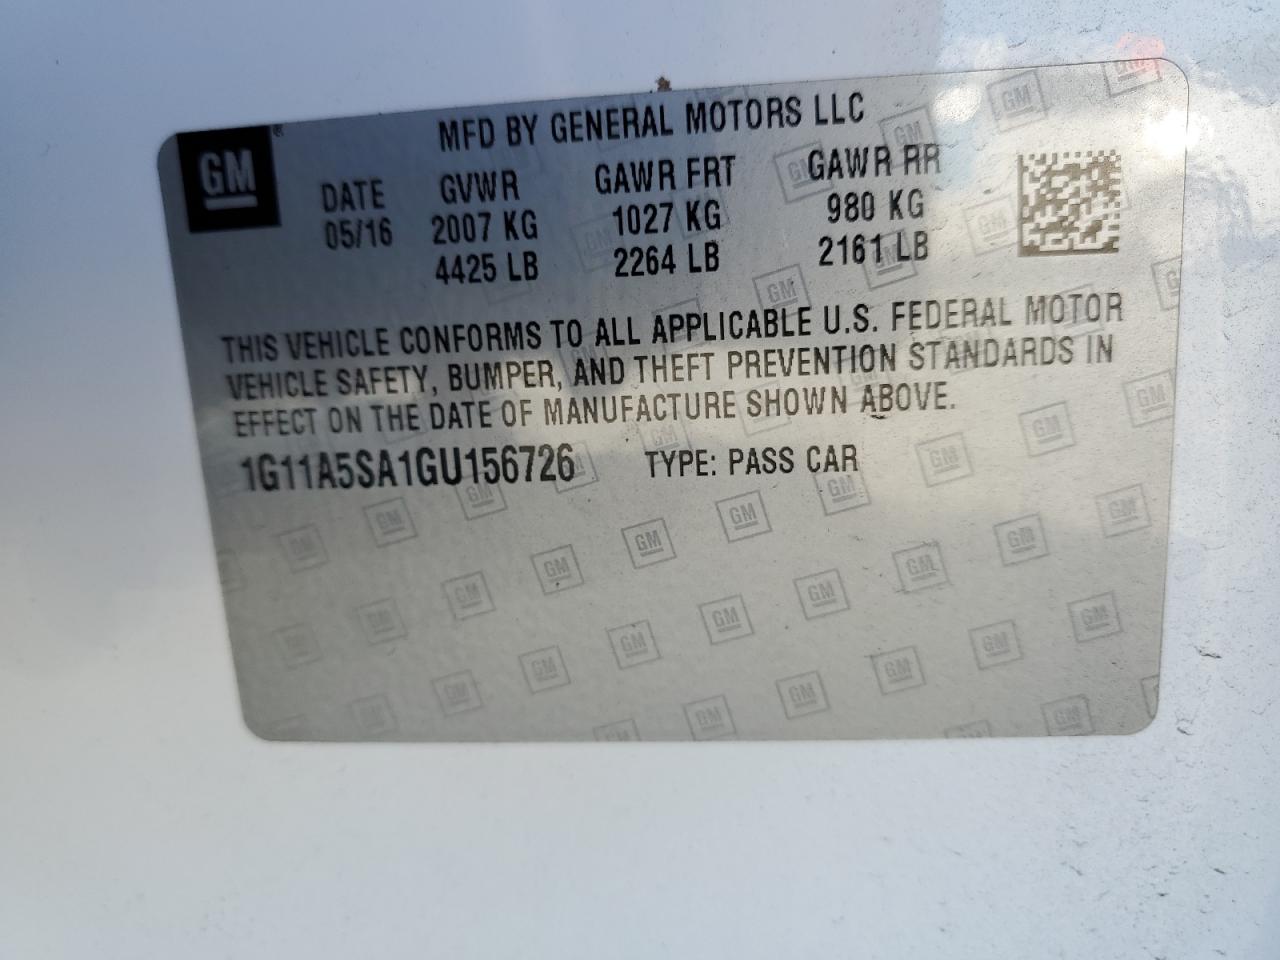 GM
MFD BY GENERAL MOTORS LLC
DATE GVWR GAWR FRT GAWR RR
05/16 2007 KG 1027 KG 980 KG
4425 LB 2264 LB 2161 LB
THIS VEHICLE CONFORMS TO ALL APPLICABLE U.S. FEDERAL MOTOR
VEHICLE SAFETY, BUMPER, AND THEFT PREVENTION STANDARDS IN
EFFECT ON THE DATE OF MANUFACTURE SHOWN ABOVE.
1G11A5SA1GU156726 TYPE: PASS CAR